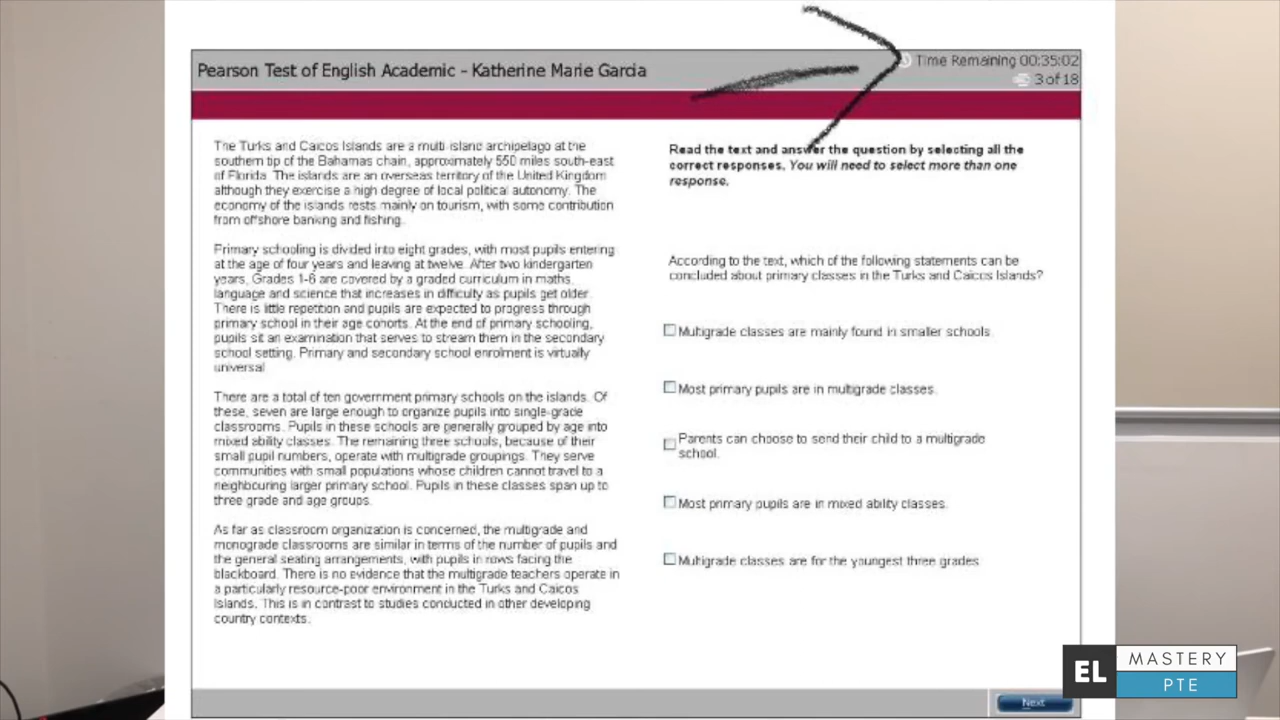 Pearson Test of English Academic - Katherine Marie Garcia
Time Remaining 00:35:02
3 of 18
The Turks and Caicos Islands are a multi-island archipelago at the
southern tip of the Bahamas chain, approximately 550 miles south-east
of Florida. The islands are an overseas territory of the United Kingdom
although they exercise a high degree of local political autonomy. The
economy of the islands rests mainly on tourism, with some contribution
from offshore banking and fishing.
Primary schooling is divided into eight grades, with most pupils entering
at the age of four years and leaving at twelve. After two kindergarten
years, Grades 1-6 are covered by a graded curriculum in maths,
language and science that increases in difficulty as pupils get older.
There is little repetition and pupils are expected to progress through
primary school in their age cohorts. At the end of primary schooling,
pupils sit an examination that serves to stream them in the secondary
school setting. Primary and secondary school enrolment is virtually
universal.
There are a total of ten government primary schools on the islands. Of
these, seven are large enough to organize pupils into single-grade
classrooms. Pupils in these schools are generally grouped by age into
mixed ability classes. The remaining three schools, because of their
small pupil numbers, operate with multigrade groupings. They serve
communities with small populations whose children cannot travel to a
neighbouring larger primary school. Pupils in these classes span up to
three grade and age groups.
As far as classroom organization is concerned, the multigrade and
monograde classrooms are similar in terms of the number of pupils and
the general seating arrangements, with pupils in rows facing the
blackboard. There is no evidence that the multigrade teachers operate in
a particularly resource-poor environment in the Turks and Caicos
Islands. This is in contrast to studies conducted in other developing
country contexts.
Read the text and answer the question by selecting all the
correct responses. You will need to select more than one
response.
According to the text, which of the following statements can be
concluded about primary classes in the Turks and Caicos Islands?
Multigrade classes are mainly found in smaller schools.
Most primary pupils are in multigrade classes.
Parents can choose to send their child to a multigrade
school.
Most primary pupils are in mixed ability classes.
Multigrade classes are for the youngest three grades
Next
EL MASTERY
PTE